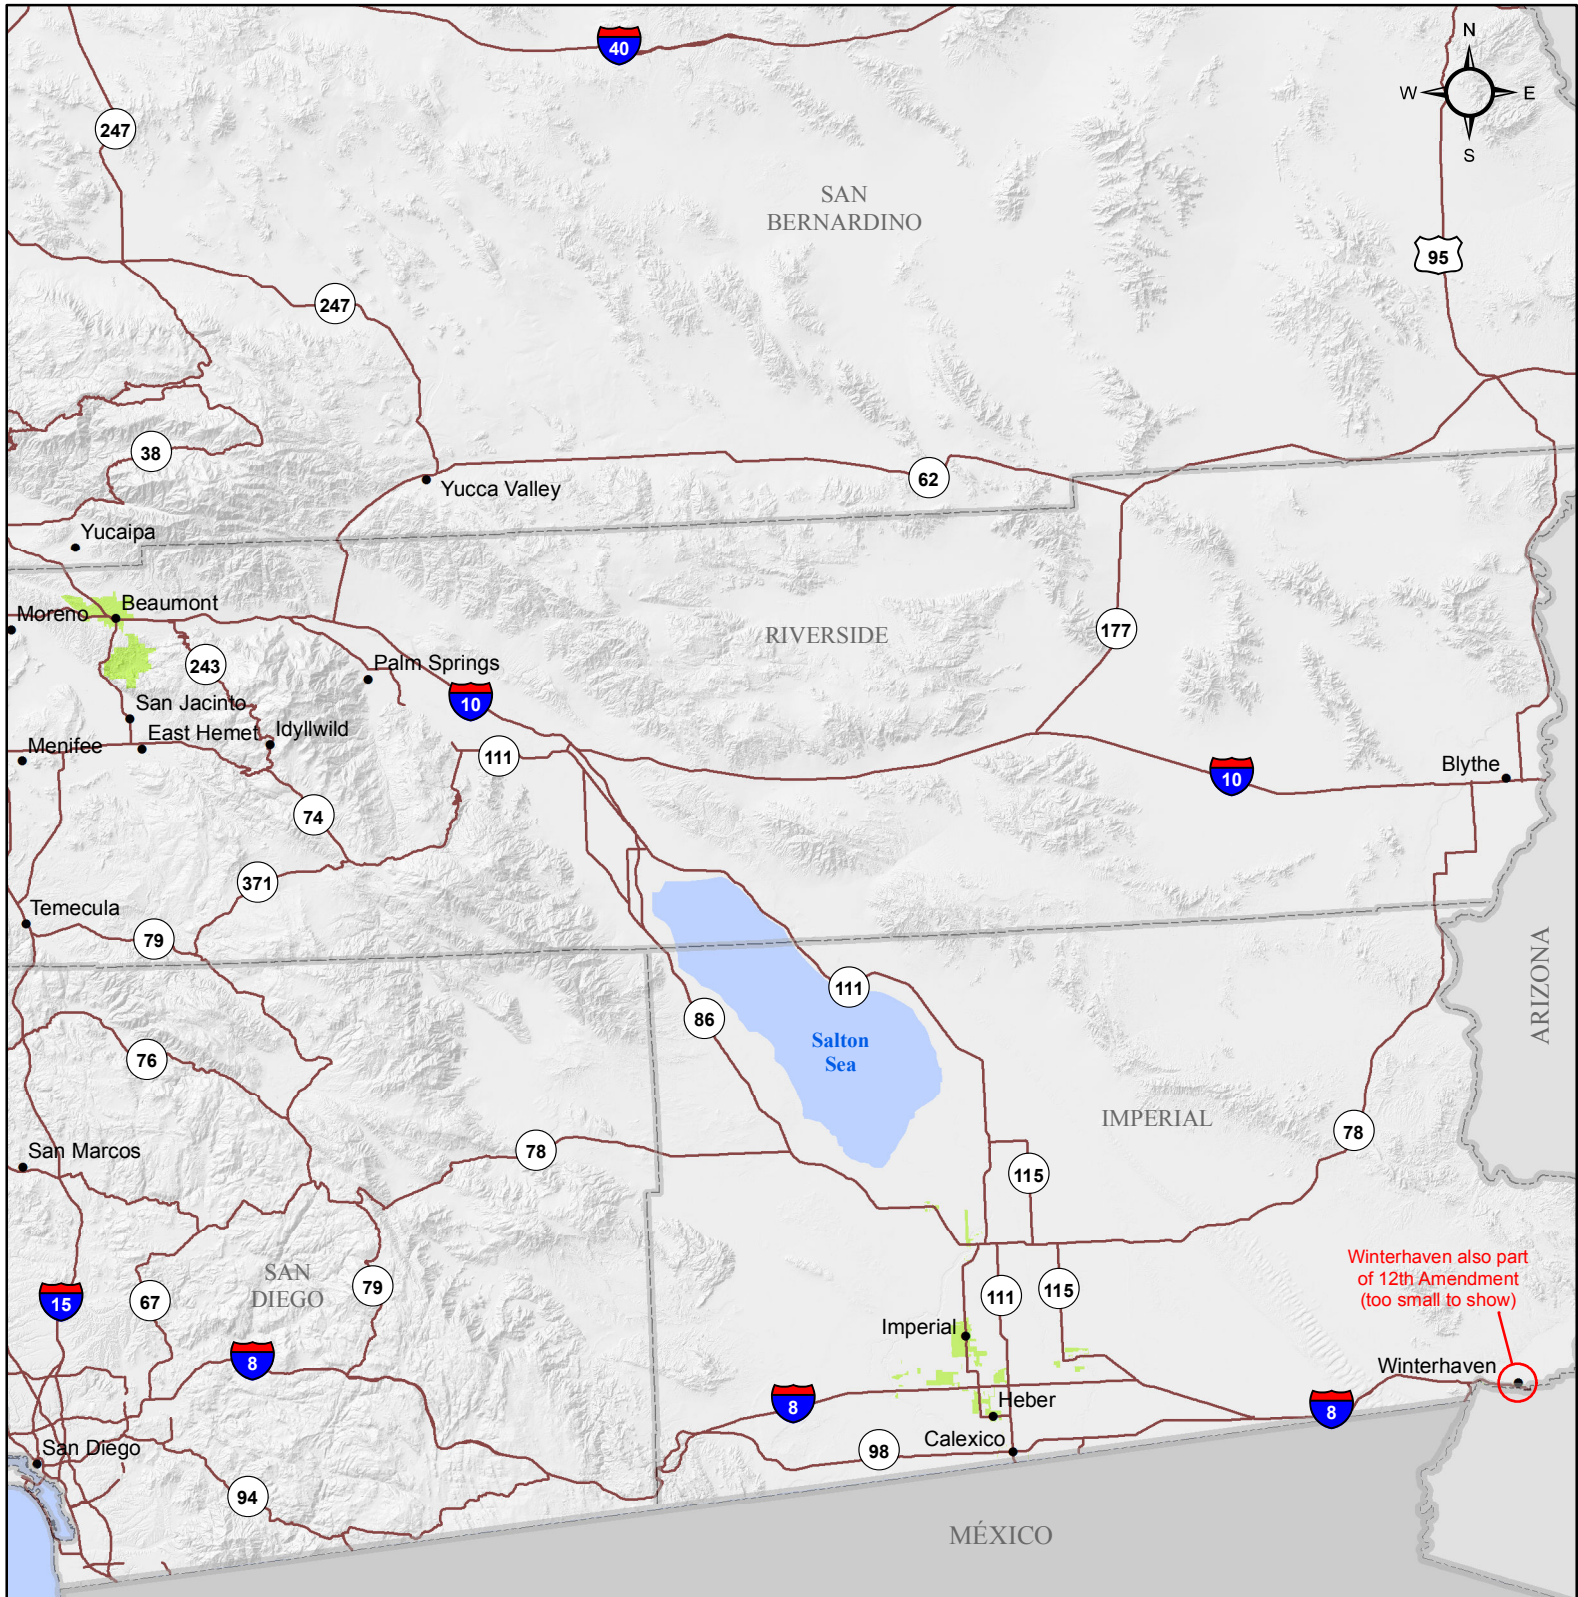 40
N
W E
S
247
SAN
BERNARDINO
95
247
38
Yucca Valley
62
Yucaipa
Beaumont
Moreno
RIVERSIDE
177
243
Palm Springs
10
San Jacinto
East Hemet
Idyllwild
Menifee
111
10
Blythe
74
371
Temecula
79
ARIZONA
111
86
Salton
Sea
76
IMPERIAL
78
San Marcos
78
115
Winterhaven also part
of 12th Amendment
(too small to show)
SAN
DIEGO
79
15
67
111
115
Imperial
8
Winterhaven
8
Heber
8
Calexico
98
San Diego
94
MÉXICO